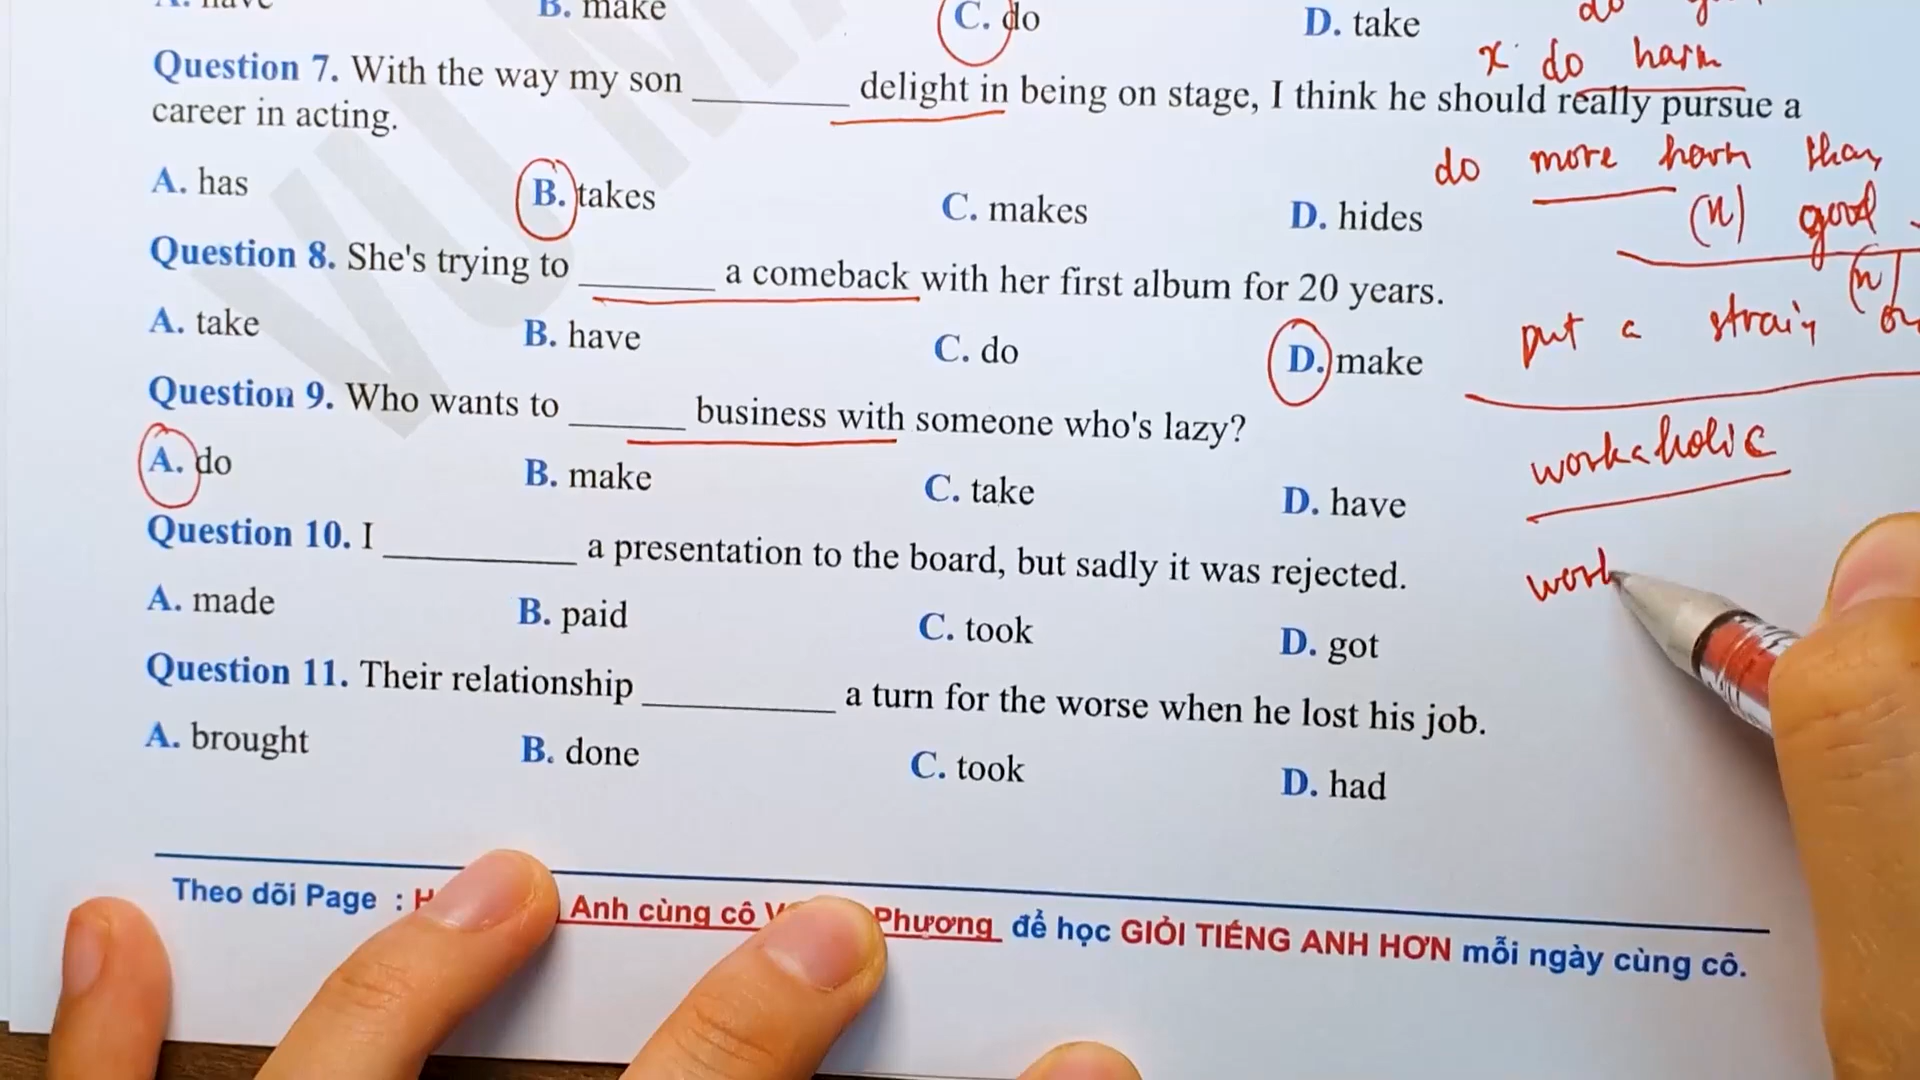 B. make
C. do
D. take
x do harm
Question 7. With the way my son ________ delight in being on stage, I think he should really pursue a
career in acting.
do more harm than
(n) good
A. has
B. takes
C. makes
D. hides
(n)
Question 8. She's trying to ________ a comeback with her first album for 20 years.
put a strain on
A. take
B. have
C. do
D. make
Question 9. Who wants to ________ business with someone who's lazy?
workaholic
A. do
B. make
C. take
D. have
Question 10. I ________ a presentation to the board, but sadly it was rejected.
work
A. made
B. paid
C. took
D. got
Question 11. Their relationship ________ a turn for the worse when he lost his job.
A. brought
B. done
C. took
D. had
Theo dõi Page : Anh cùng cô Phương để học GIỎI TIẾNG ANH HƠN mỗi ngày cùng cô.